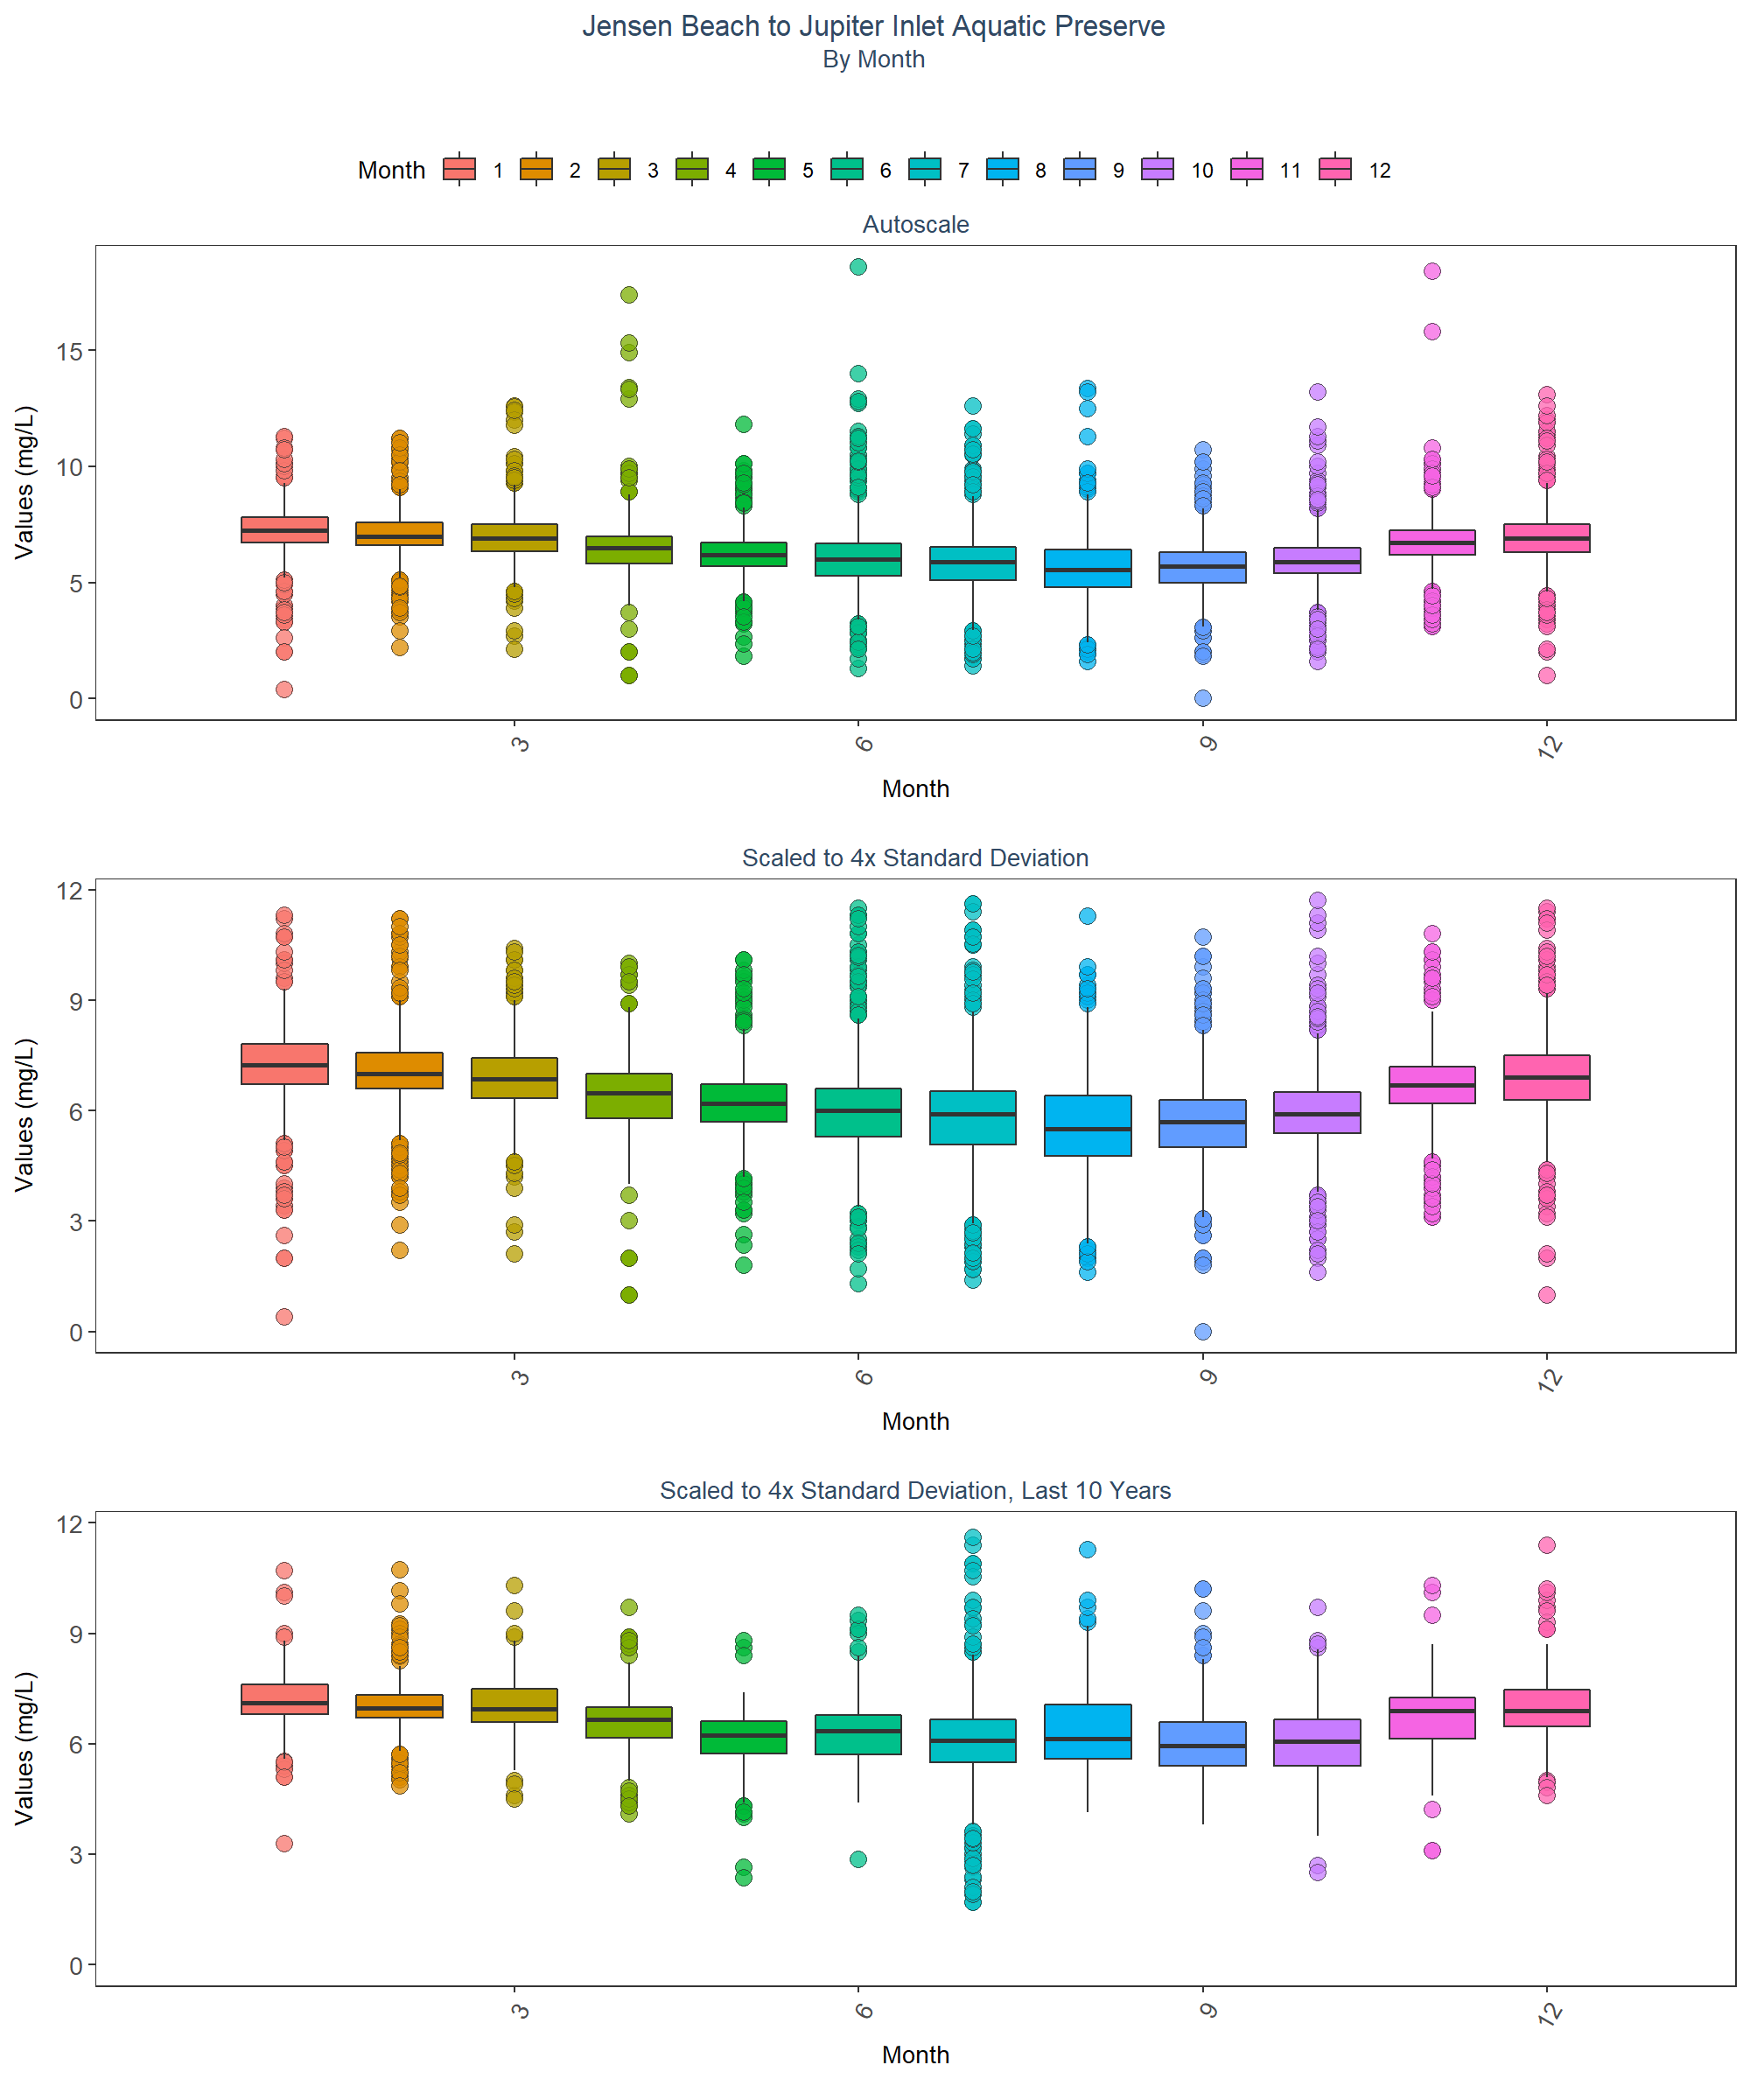 Jensen Beach to Jupiter Inlet Aquatic Preserve
By Month
Month 1 2 3 4 5 6 7 8 9 10 11 12
Autoscale
Values (mg/L)
15
10
5
0
3 6 9 12
Month
Scaled to 4x Standard Deviation
Values (mg/L)
12
9
6
3
0
3 6 9 12
Month
Scaled to 4x Standard Deviation, Last 10 Years
Values (mg/L)
12
9
6
3
0
3 6 9 12
Month